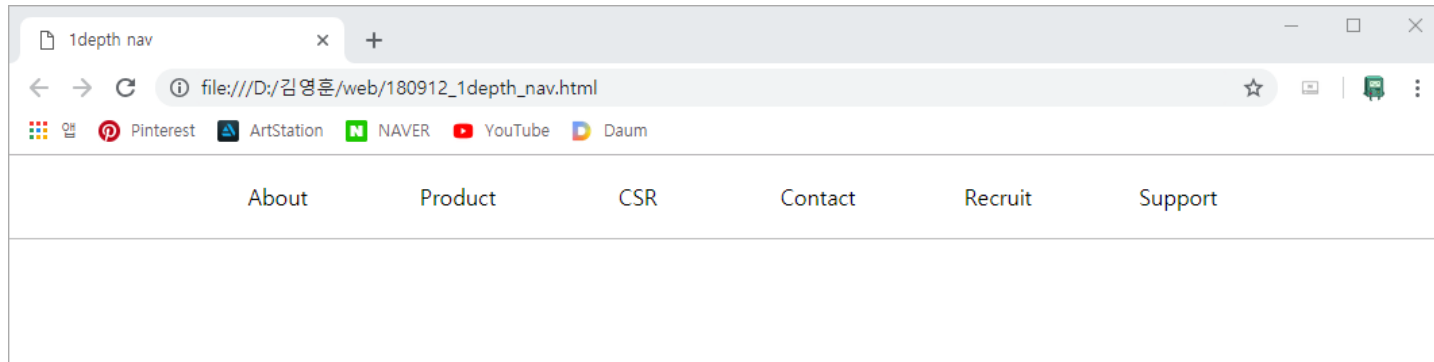 1depth nav
file:///D:/김영훈/web/180912_1depth_nav.html
앱 Pinterest ArtStation N NAVER YouTube Daum
About Product CSR Contact Recruit Support